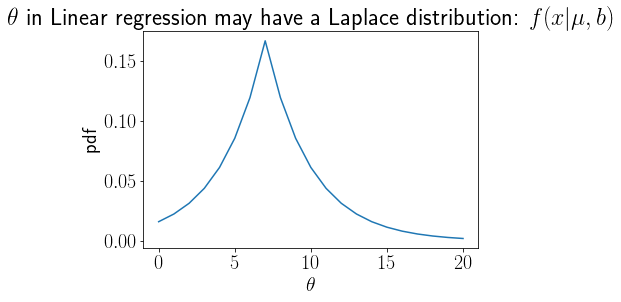 θ in Linear regression may have a Laplace distribution: f(x|μ, b)
0.15
0.10
0.05
0.00
pdf
0 5 10 15 20
θ